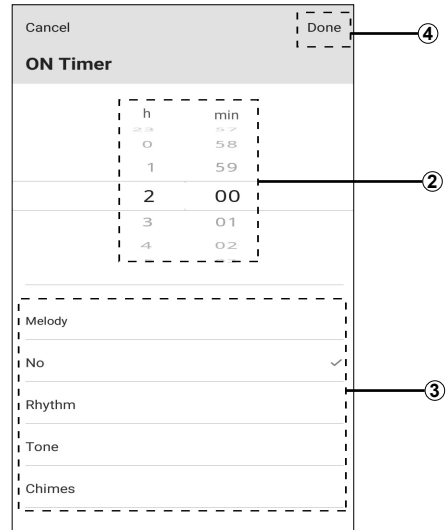 Cancel Done
④
ON Timer
h min
23 57
0 58
1 59
②
2 00
3 01
4 02
Melody
No ✓
③
Rhythm
Tone
Chimes